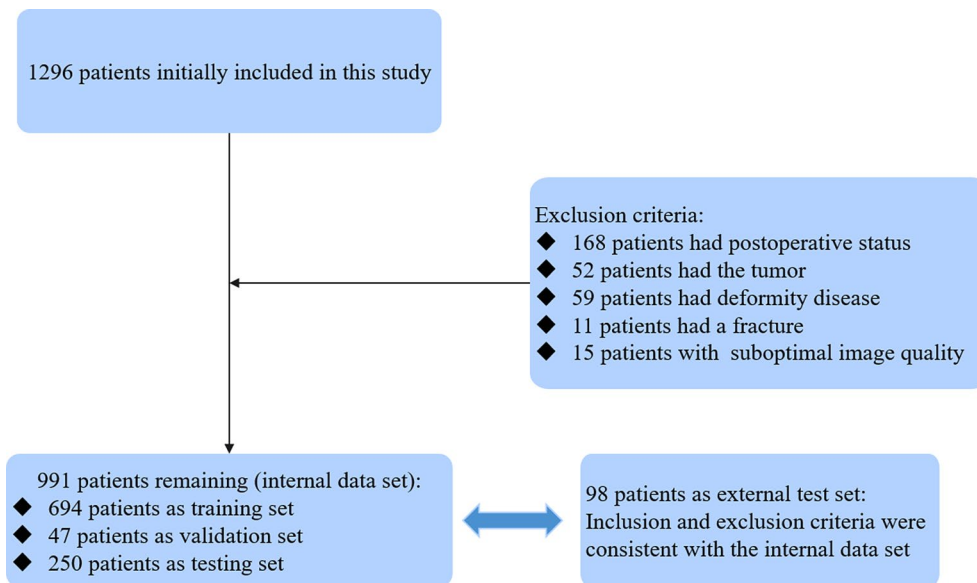 1296 patients initially included in this study
Exclusion criteria:
◆ 168 patients had postoperative status
◆ 52 patients had the tumor
◆ 59 patients had deformity disease
◆ 11 patients had a fracture
◆ 15 patients with suboptimal image quality
991 patients remaining (internal data set):
◆ 694 patients as training set
◆ 47 patients as validation set
◆ 250 patients as testing set
98 patients as external test set:
Inclusion and exclusion criteria were
consistent with the internal data set